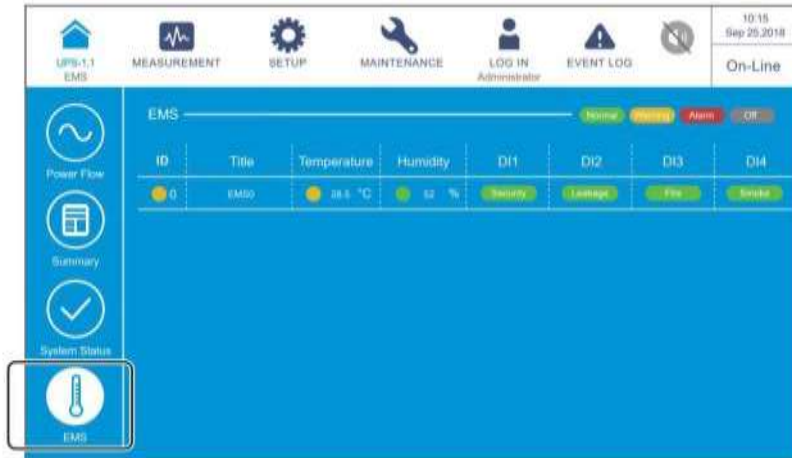 10:15
Sep 25,2018
UPS-1.1
EMS
MEASUREMENT
SETUP
MAINTENANCE
LOG IN
Administrator
EVENT LOG
On-Line
EMS
Normal Warning Alarm Off
Power Flow
ID Title Temperature Humidity DI1 DI2 DI3 DI4
0 EMS0 °C 52 % Security Leakage Fire Smoke
Summary
System Status
EMS